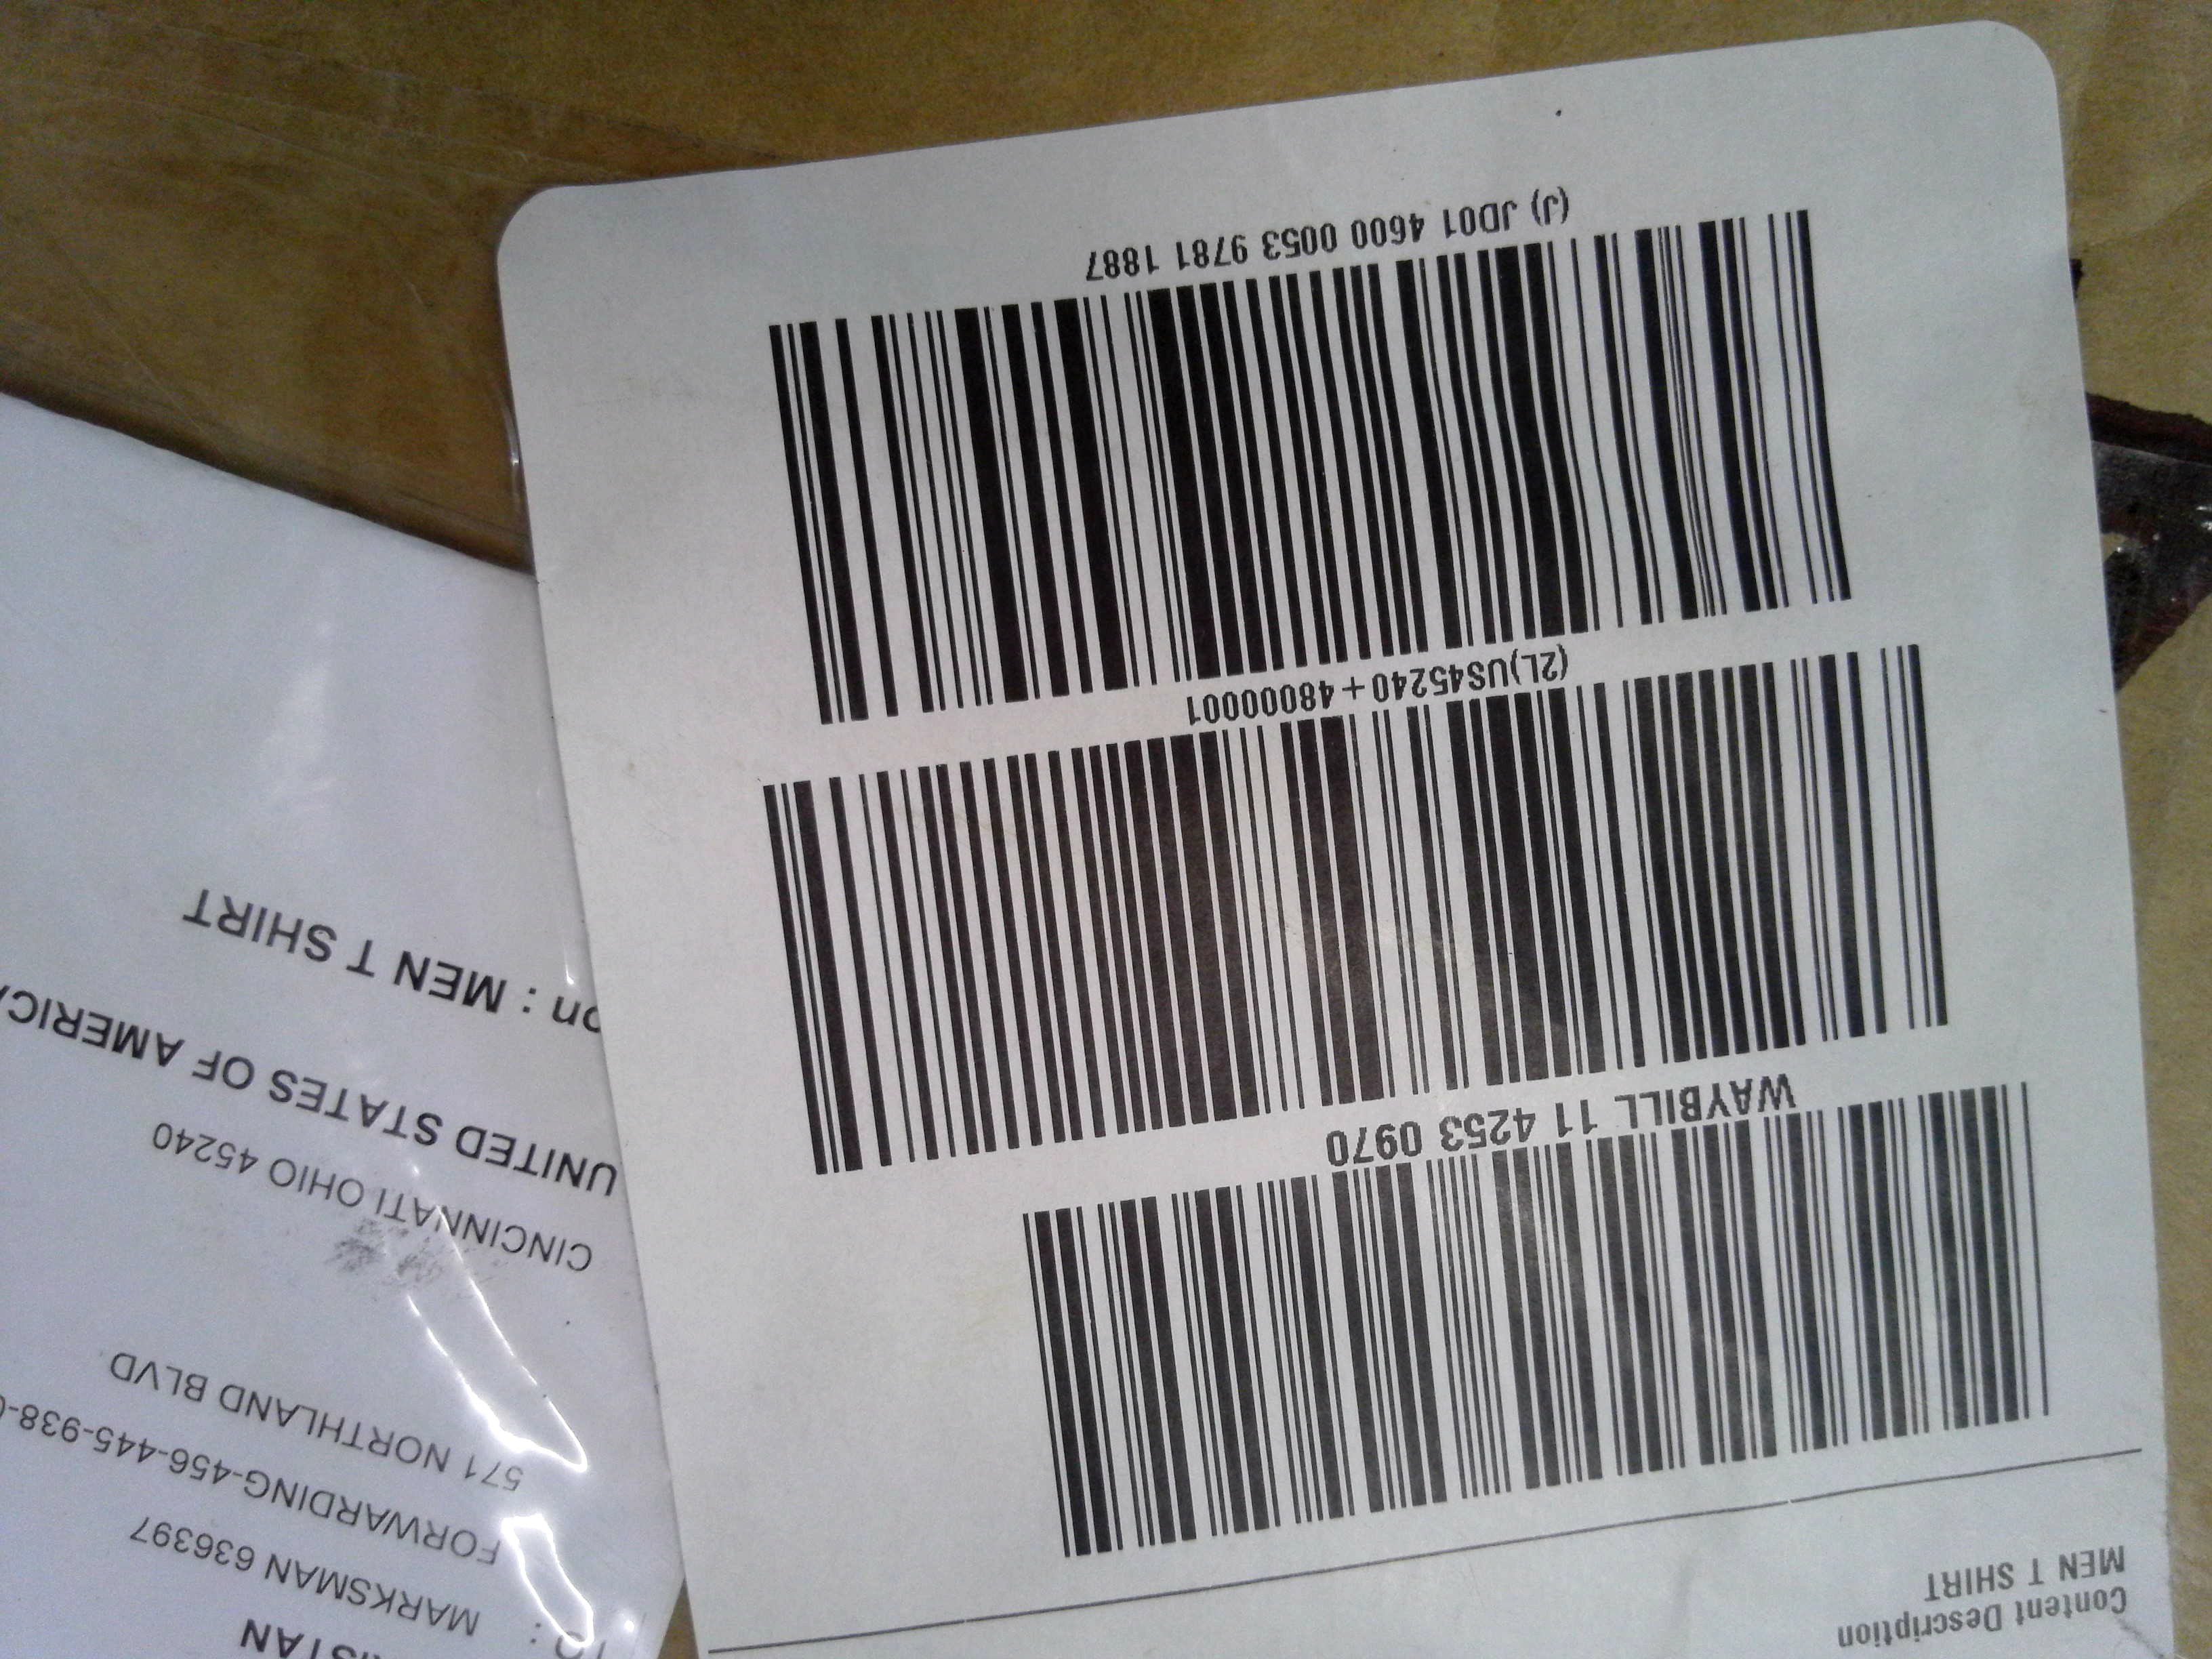 Content Description
MEN T SHIRT
WAYBILL 11 4253 0970
(2L)US45240+48000001
(J) JD01 4600 0053 9781 1887
MARKSMAN 636397
FORWARDING-456-445-938-
571 NORTHLAND BLVD
CINCINNATI OHIO 45240
UNITED STATES OF AMERICA
on : MEN T SHIRT